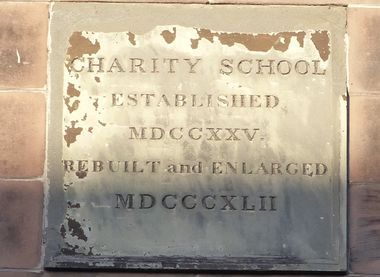 CHARITY SCHOOL
ESTABLISHED
MDCCXXV.
REBUILT and ENLARGED
MDCCCXLII